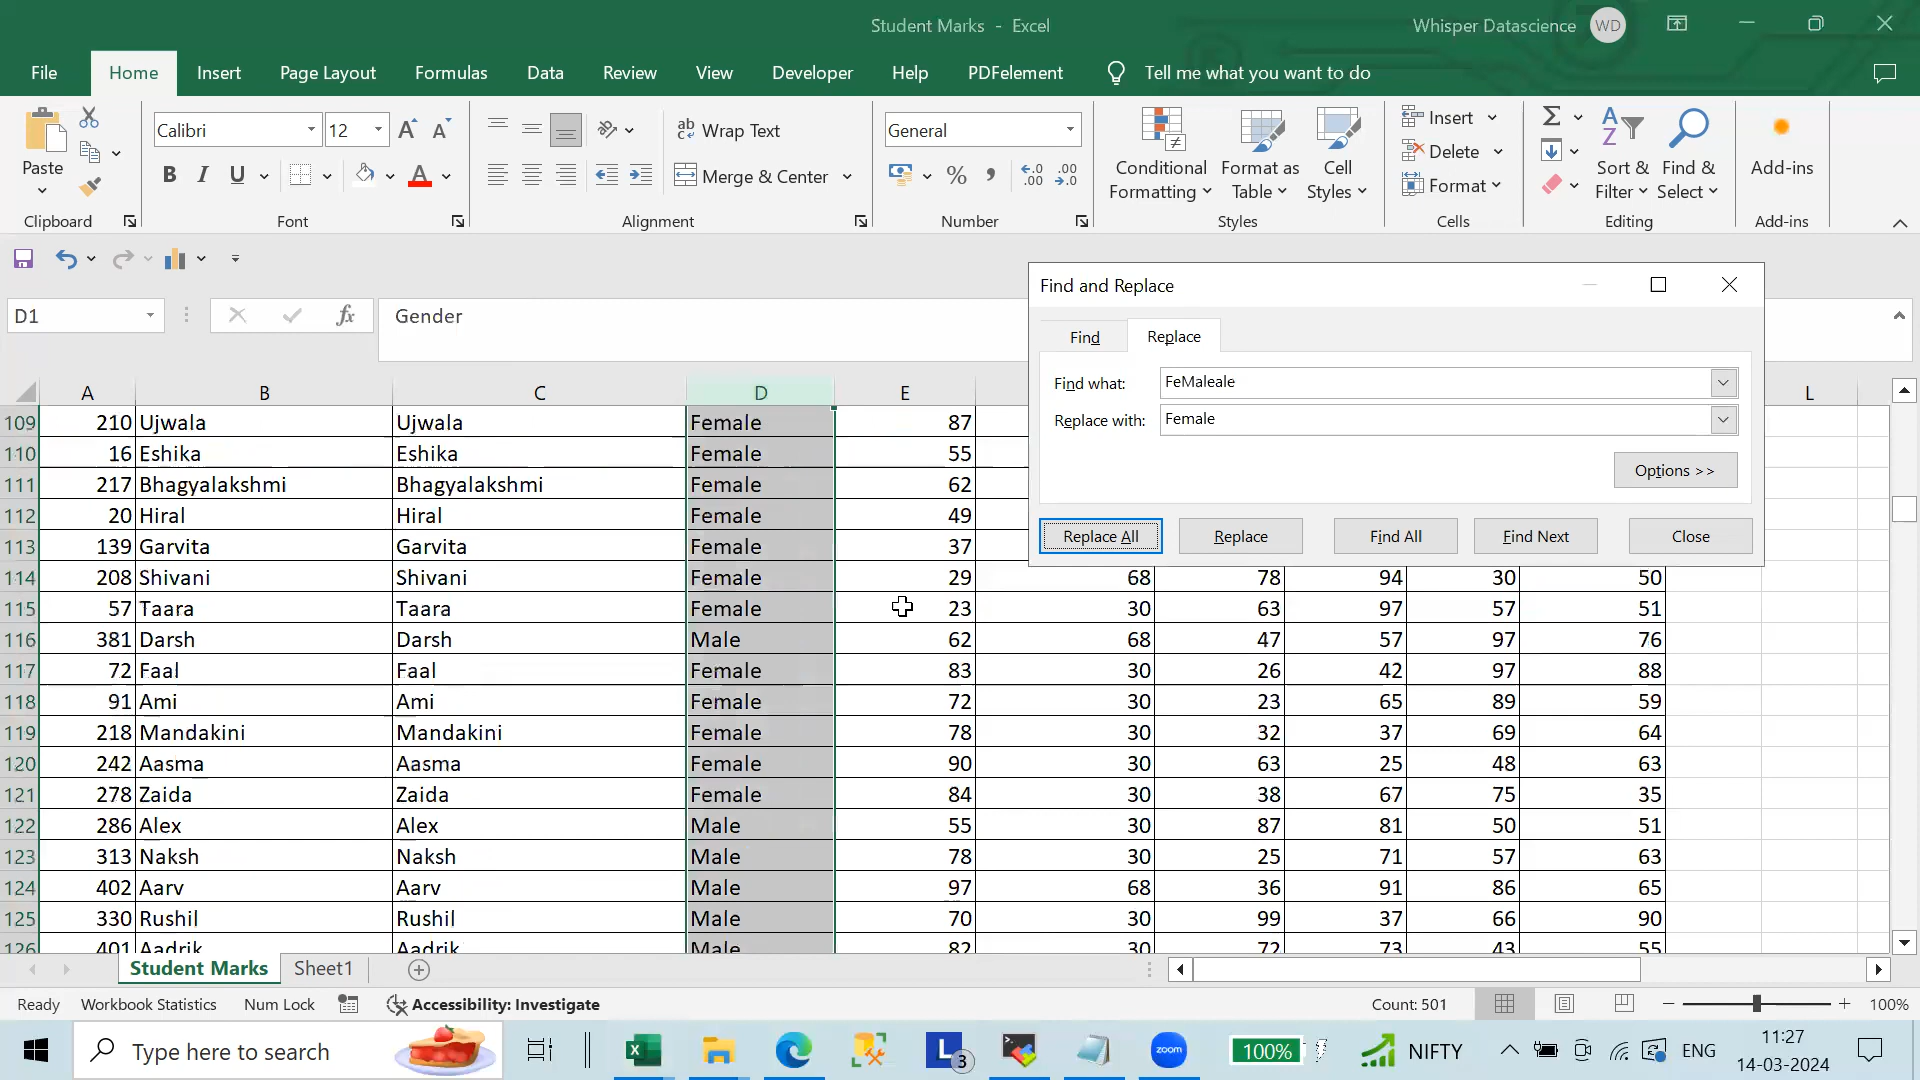 Student Marks - Excel
Whisper Datascience WD
File Home Insert Page Layout Formulas Data Review View Developer Help PDFelement Tell me what you want to do
Calibri 12 Wrap Text General Insert
Paste Conditional Formatting Format as Table Cell Styles Delete Sort & Filter Find & Select Add-ins
B I U A Merge & Center % Format
Clipboard Font Alignment Number Styles Cells Editing Add-ins
D1 fx Gender
Find and Replace
Find Replace
Find what: FeMaleale
Replace with: Female
Options >>
Replace All Replace Find All Find Next Close
A B C D E L
109 210 Ujwala Ujwala Female 87
110 16 Eshika Eshika Female 55
111 217 Bhagyalakshmi Bhagyalakshmi Female 62
112 20 Hiral Hiral Female 49
113 139 Garvita Garvita Female 37
114 208 Shivani Shivani Female 29 68 78 94 30 50
115 57 Taara Taara Female 23 30 63 97 57 51
116 381 Darsh Darsh Male 62 68 47 57 97 76
117 72 Faal Faal Female 83 30 26 42 97 88
118 91 Ami Ami Female 72 30 23 65 89 59
119 218 Mandakini Mandakini Female 78 30 32 37 69 64
120 242 Aasma Aasma Female 90 30 63 25 48 63
121 278 Zaida Zaida Female 84 30 38 67 75 35
122 286 Alex Alex Male 55 30 87 81 50 51
123 313 Naksh Naksh Male 78 30 25 71 57 63
124 402 Aarv Aarv Male 97 68 36 91 86 65
125 330 Rushil Rushil Male 70 30 99 37 66 90
126 401 Aadrik Aadrik Male 82 30 72 73 43 55
Student Marks Sheet1
Ready Workbook Statistics Num Lock Accessibility: Investigate Count: 501 100%
Type here to search L 3 zoom 100% NIFTY ENG 11:27
14-03-2024